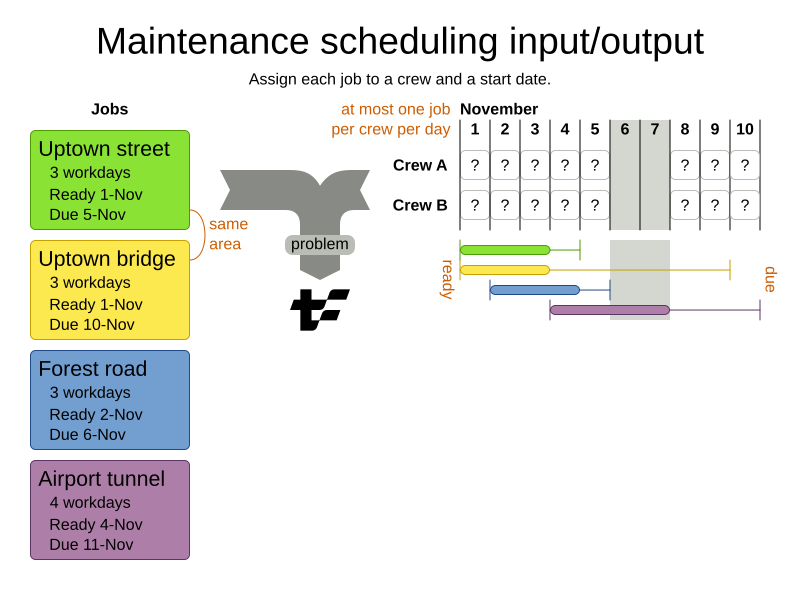 Maintenance scheduling input/output
Assign each job to a crew and a start date.
Jobs
Uptown street
3 workdays
Ready 1-Nov
Due 5-Nov
same
area
Uptown bridge
3 workdays
Ready 1-Nov
Due 10-Nov
Forest road
3 workdays
Ready 2-Nov
Due 6-Nov
Airport tunnel
4 workdays
Ready 4-Nov
Due 11-Nov
problem
at most one job
per crew per day
November
1 2 3 4 5 6 7 8 9 10
Crew A ? ? ? ? ? ? ? ?
Crew B ? ? ? ? ? ? ? ?
ready
due